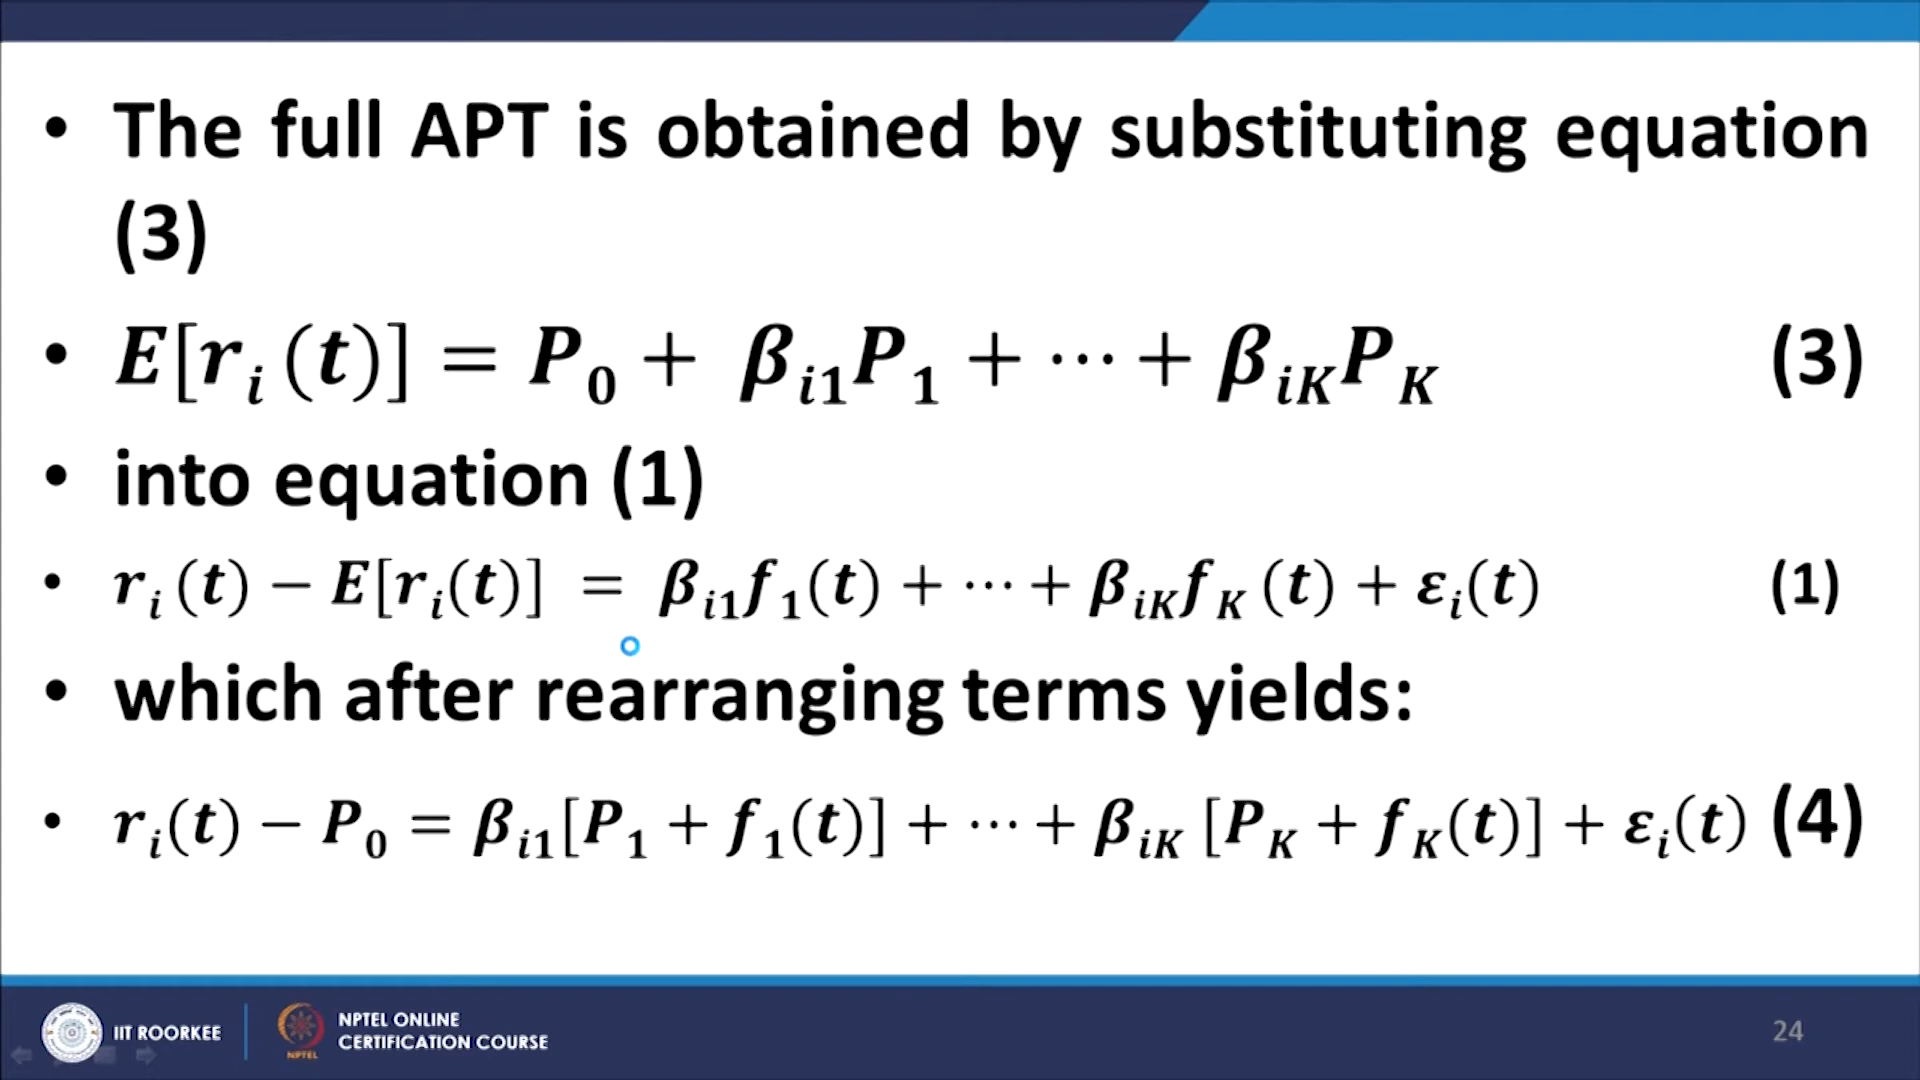 • The full APT is obtained by substituting equation
(3)
• E[rᵢ (t)] = P₀ + βᵢ₁P₁ + ⋯ + βᵢKPK (3)
• into equation (1)
• rᵢ (t) − E[rᵢ(t)] = βᵢ₁f₁(t) + ⋯ + βᵢKfK (t) + εᵢ(t) (1)
• which after rearranging terms yields:
• rᵢ(t) − P₀ = βᵢ₁[P₁ + f₁(t)] + ⋯ + βᵢK [PK + fK(t)] + εᵢ(t) (4)
IIT ROORKEE
NPTEL
NPTEL ONLINE
CERTIFICATION COURSE
24